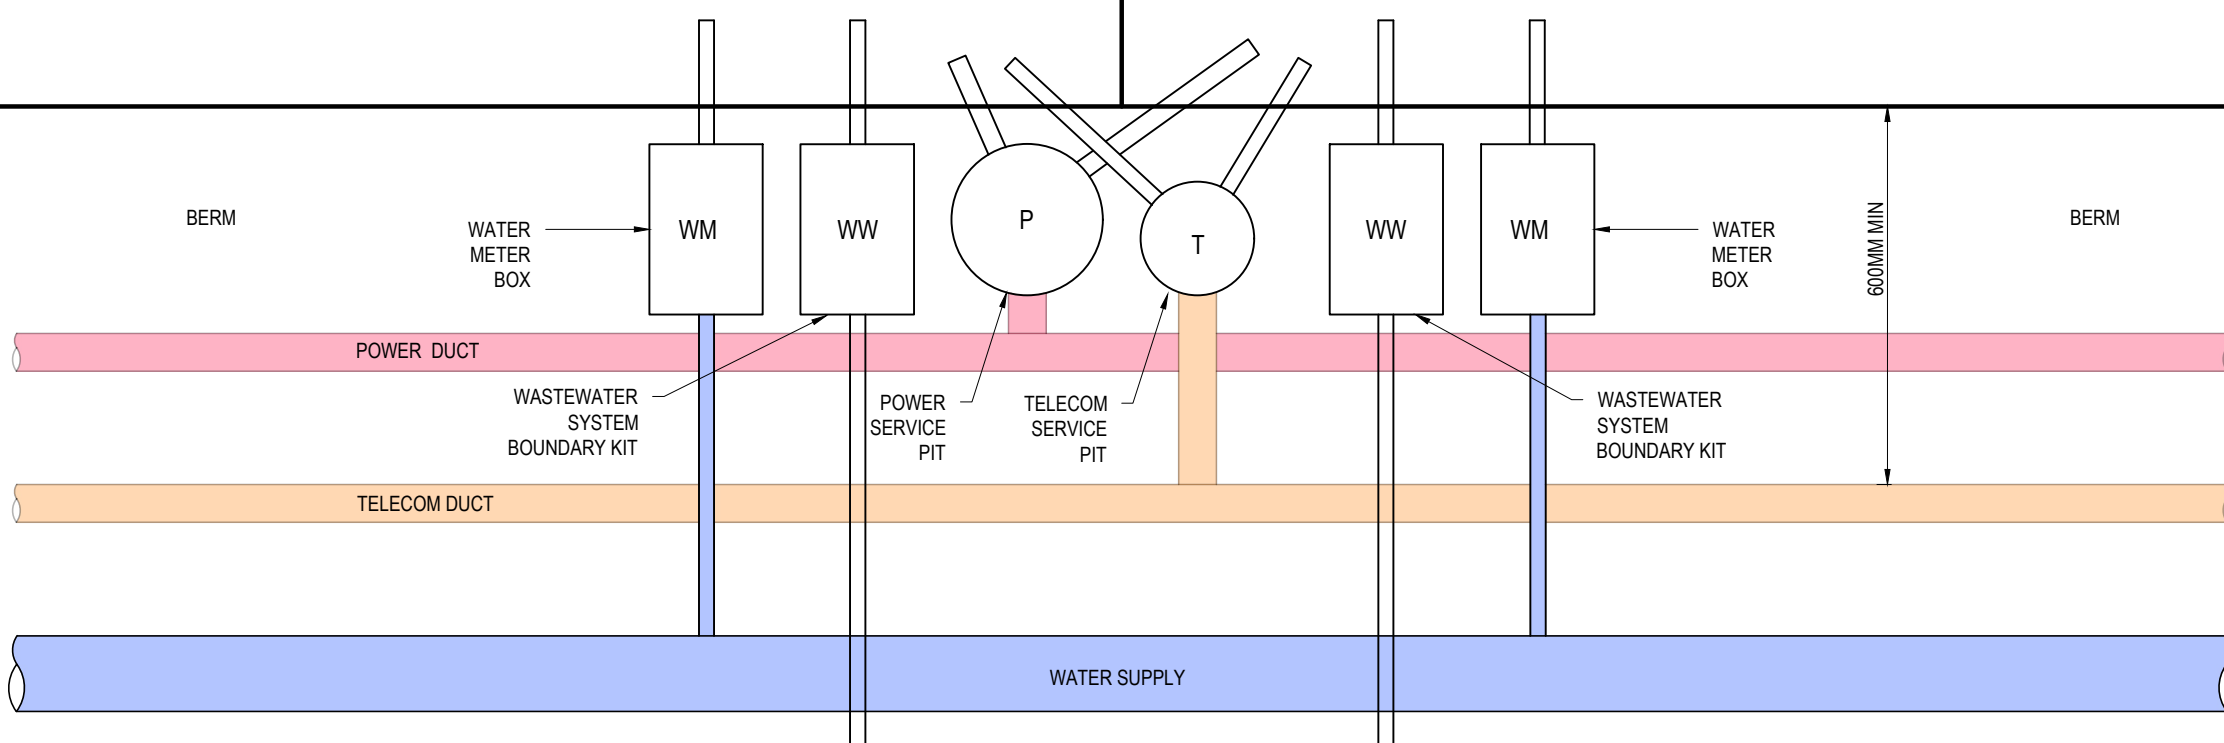 BERM
WATER
METER
BOX
WM
WW
P
T
WW
WM
WATER
METER
BOX
600MM MIN
BERM
POWER DUCT
WASTEWATER
SYSTEM
BOUNDARY KIT
POWER
SERVICE
PIT
TELECOM
SERVICE
PIT
WASTEWATER
SYSTEM
BOUNDARY KIT
TELECOM DUCT
WATER SUPPLY